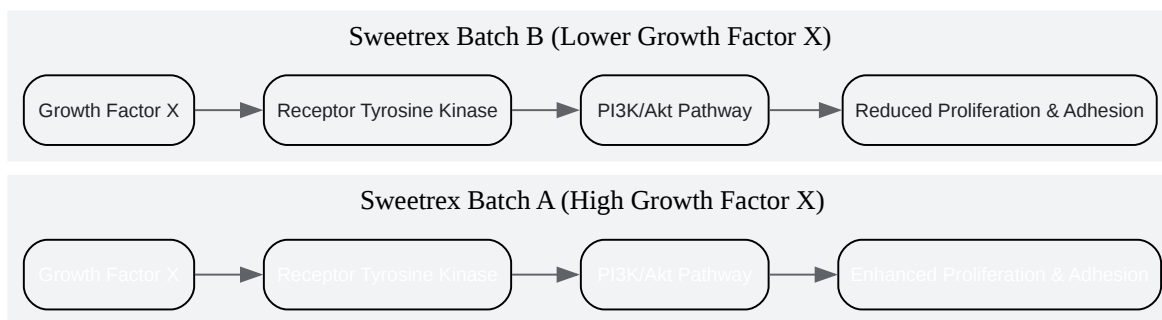 Sweetrex Batch B (Lower Growth Factor X)
Growth Factor X
Receptor Tyrosine Kinase
PI3K/Akt Pathway
Reduced Proliferation & Adhesion
Sweetrex Batch A (High Growth Factor X)
Growth Factor X
Receptor Tyrosine Kinase
PI3K/Akt Pathway
Enhanced Proliferation & Adhesion